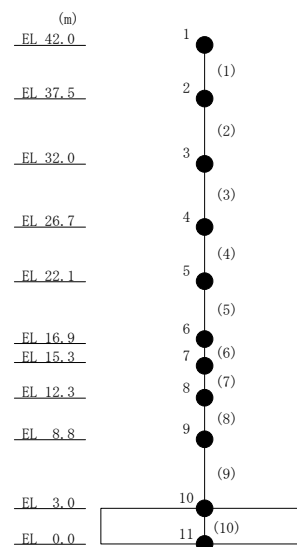 (m)
EL 42.0 1
(1)
EL 37.5 2
(2)
EL 32.0 3
(3)
EL 26.7 4
(4)
EL 22.1 5
(5)
EL 16.9 6
(6)
EL 15.3 7
(7)
EL 12.3 8
(8)
EL 8.8 9
(9)
EL 3.0 10
(10)
EL 0.0 11